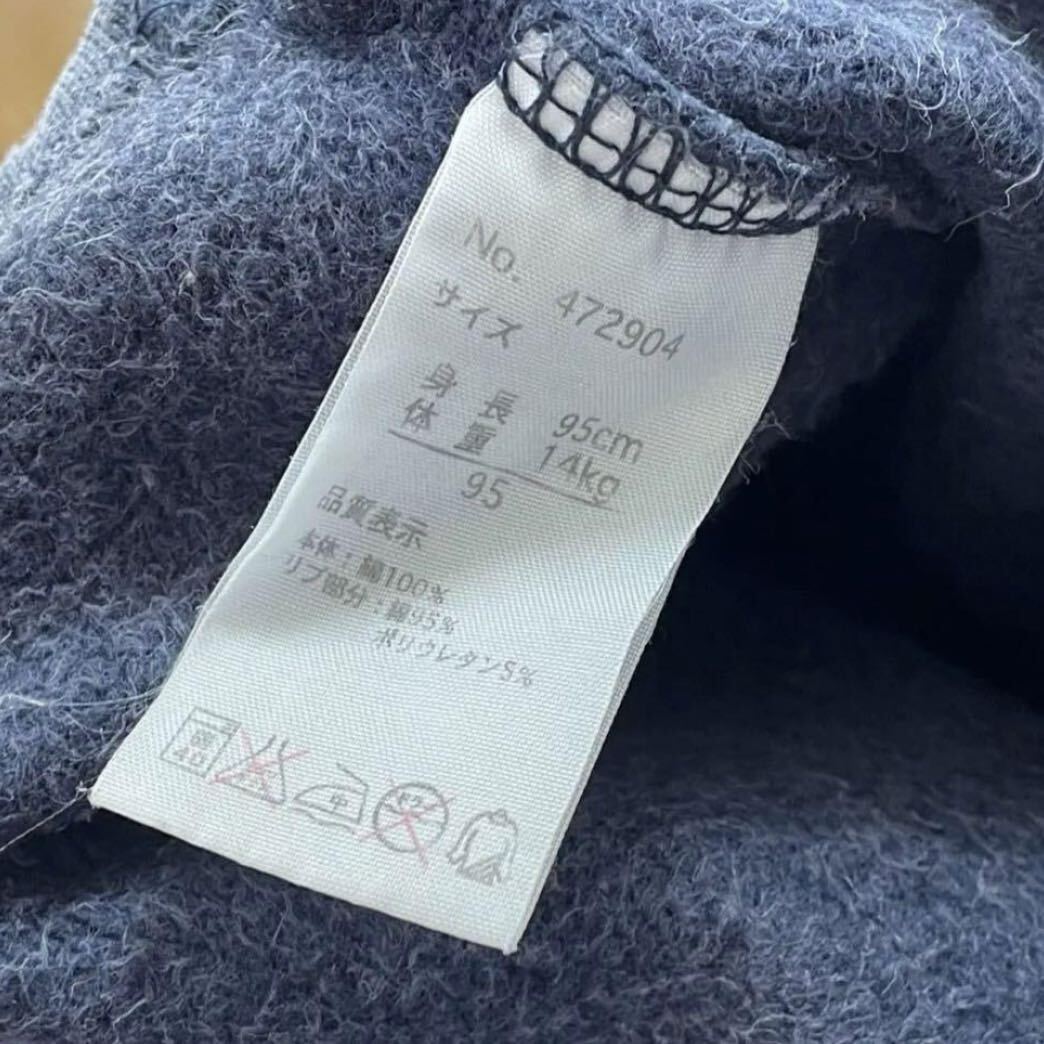 No. 472904
サイズ
身長 95cm
体重 14kg
95
品質表示
本体：綿100%
リブ部分：綿95%
ポリウレタン5%
中